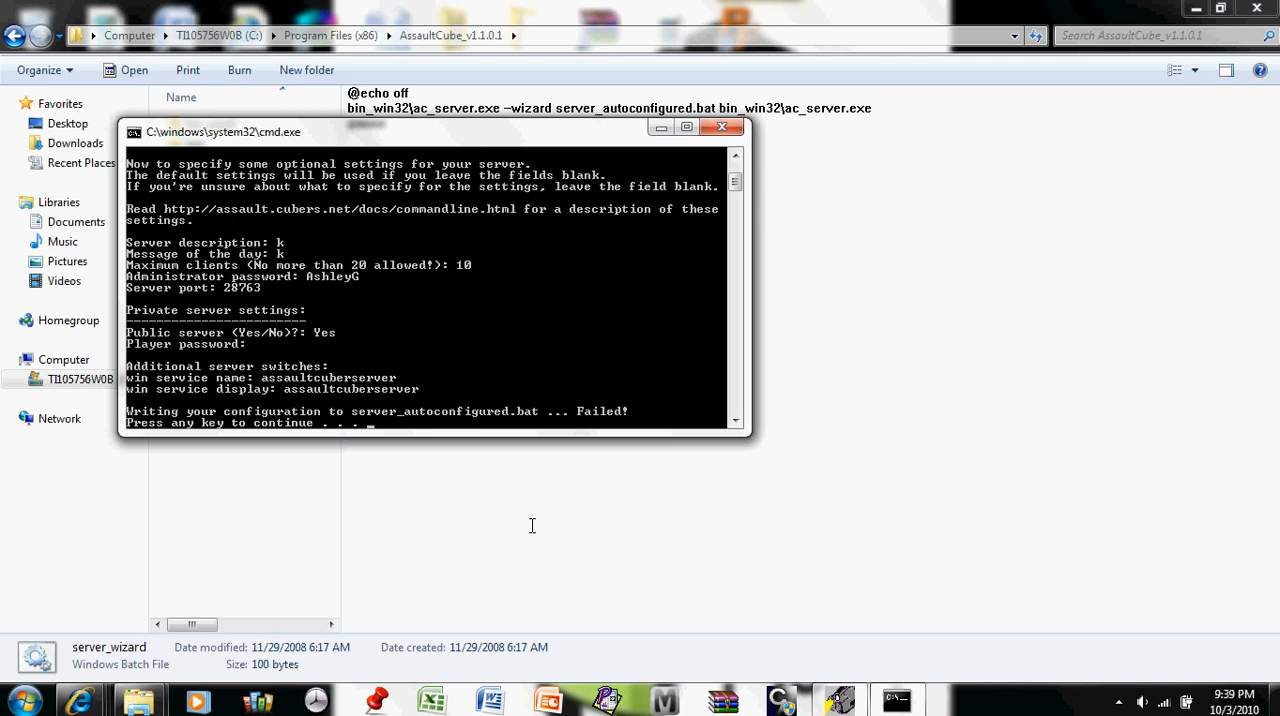 Computer
TI105756W0B (C:)
Program Files (x86)
AssaultCube_v1.1.0.1
Search AssaultCube_v1.1.0.1
Organize
Open
Print
Burn
New folder
Favorites
Desktop
Downloads
Recent Places
Libraries
Documents
Music
Pictures
Videos
Homegroup
Computer
TI105756W0B
Network
Name
@echo off
bin_win32\ac_server.exe –wizard server_autoconfigured.bat bin_win32\ac_server.exe
C:\windows\system32\cmd.exe
Now to specify some optional settings for your server.
The default settings will be used if you leave the fields blank.
If you're unsure about what to specify for the settings, leave the field blank.
Read http://assault.cubers.net/docs/commandline.html for a description of these
settings.
Server description: k
Message of the day: k
Maximum clients (No more than 20 allowed!): 10
Administrator password: AshleyG
Server port: 28763
Private server settings:
------------------------
Public server (Yes/No)?: Yes
Player password:
Additional server switches:
win service name: assaultcuberserver
win service display: assaultcuberserver
Writing your configuration to server_autoconfigured.bat ... Failed!
Press any key to continue . . . _
server_wizard
Date modified: 11/29/2008 6:17 AM
Date created: 11/29/2008 6:17 AM
Windows Batch File
Size: 100 bytes
9:39 PM
10/3/2010